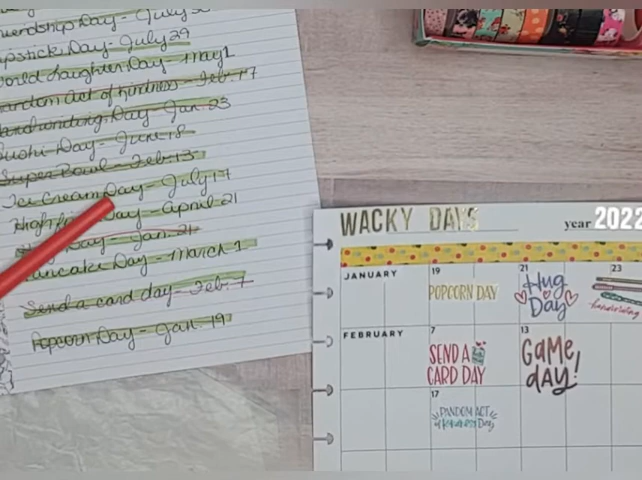 Friendship Day - July 30
Lipstick Day - July 29
World Laughter Day - May 1
Random Act of Kindness - Feb. 17
Handwriting Day - Jan. 23
Sushi Day - June 18
Super Bowl - Feb. 13
Ice Cream Day - July 17
Day - April 21
Day - Jan. 21
Pancake Day - March 1
Send a card day - Feb. 7
Popcorn Day - Jan. 19
WACKY DAYS
year 2022
JANUARY 19 21 23
POPCORN DAY
Hug Day
handwriting
FEBRUARY 7 13
SEND A CARD DAY
GAME day!
17
RANDOM ACT of Kindness Day